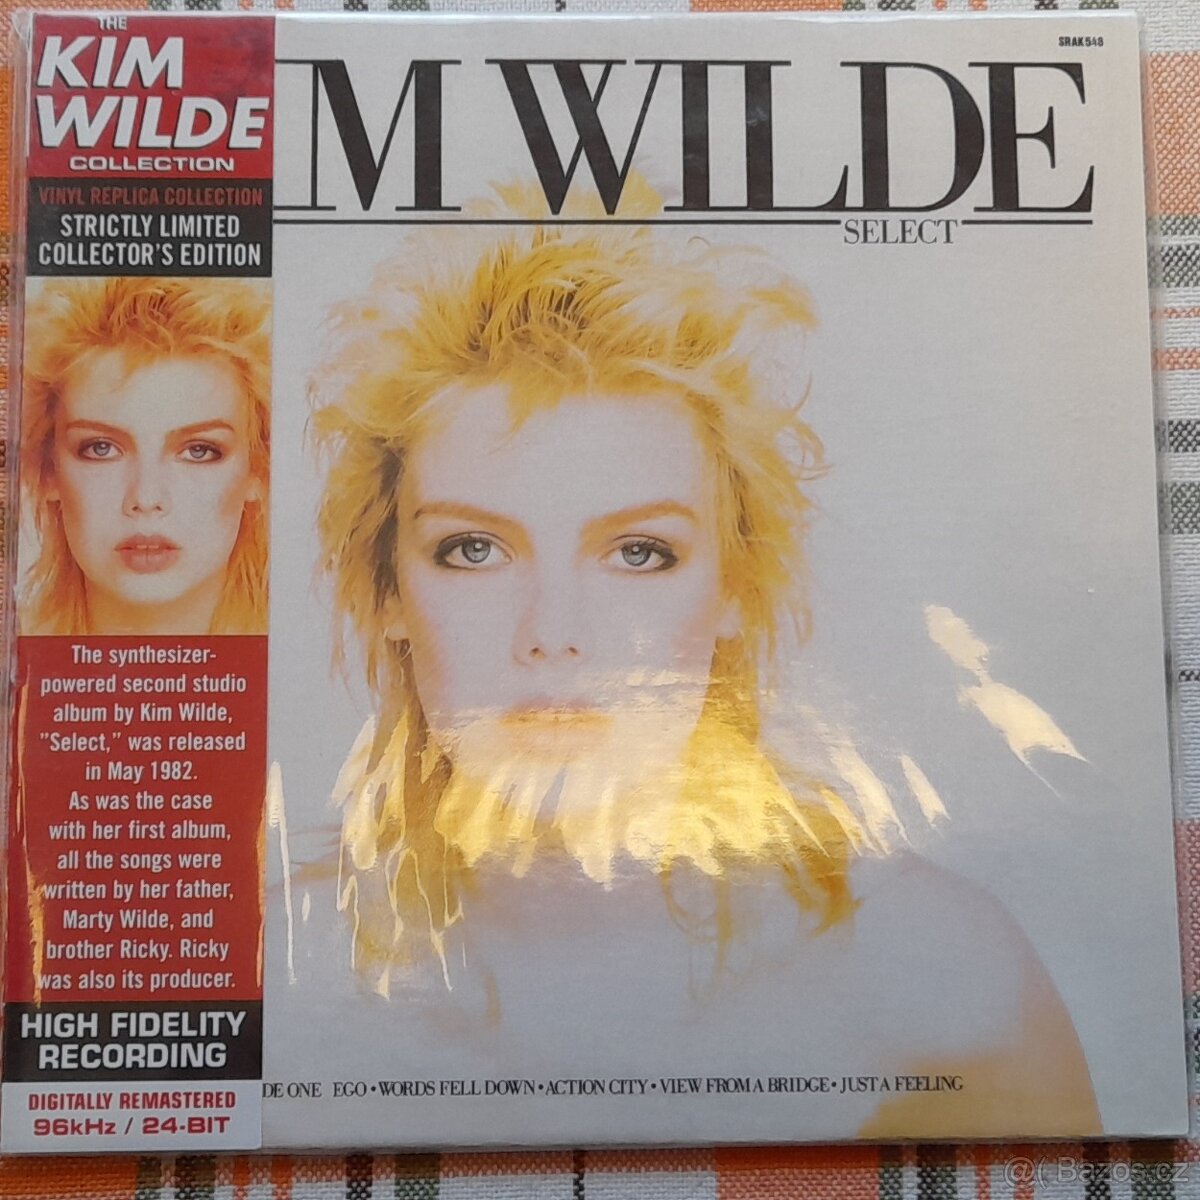 THE
KIM
WILDE
COLLECTION
VINYL REPLICA COLLECTION
STRICTLY LIMITED
COLLECTOR'S EDITION
The synthesizer-
powered second studio
album by Kim Wilde,
"Select," was released
in May 1982.
As was the case
with her first album,
all the songs were
written by her father,
Marty Wilde, and
brother Ricky. Ricky
was also its producer.
HIGH FIDELITY
RECORDING
DIGITALLY REMASTERED
96kHz / 24-BIT
SRAK 548
M WILDE
SELECT
DE ONE EGO • WORDS FELL DOWN • ACTION CITY • VIEW FROM A BRIDGE • JUST A FEELING
@( Bazos.cz